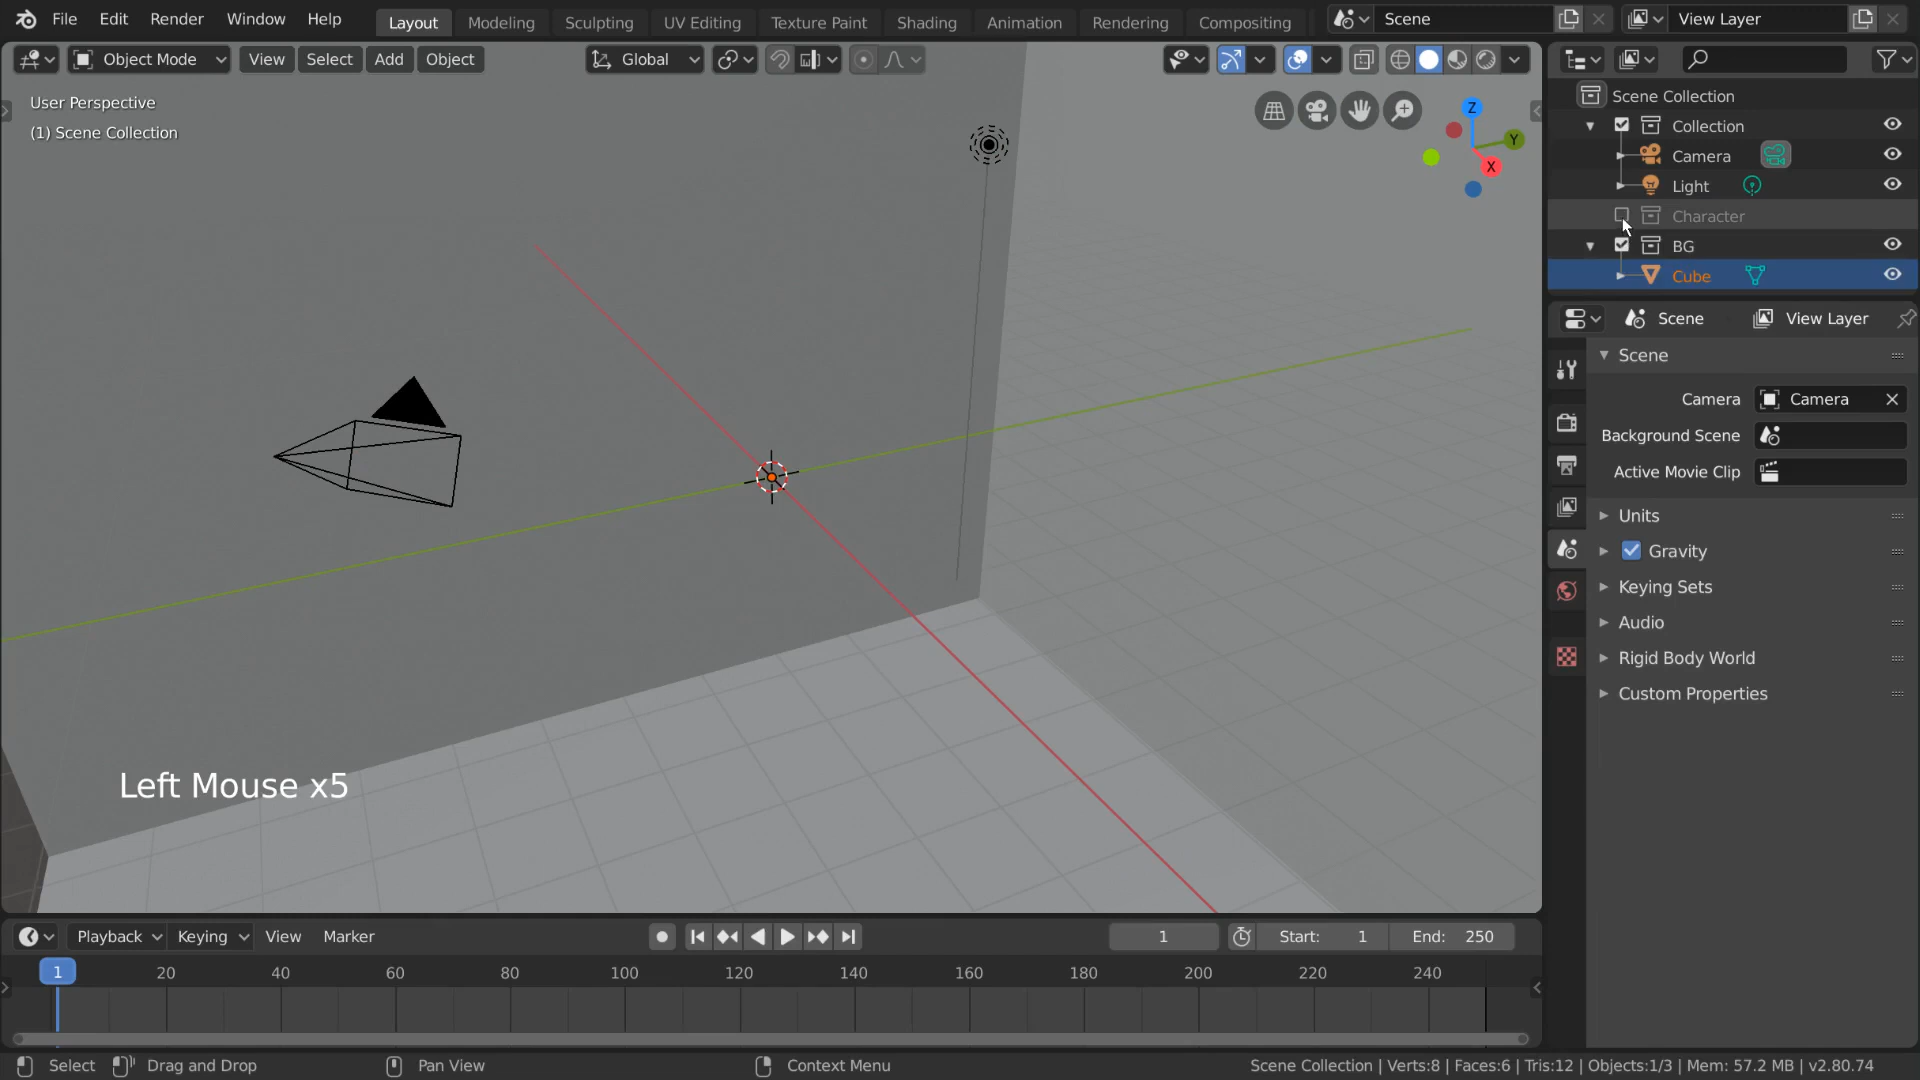 File Edit Render Window Help Layout Modeling Sculpting UV Editing Texture Paint Shading Animation Rendering Compositing Scene View Layer
Object Mode View Select Add Object Global
User Perspective
(1) Scene Collection
Z
Y
X
Left Mouse x5
Scene Collection
Collection
Camera
Light
Character
BG
Cube
Scene View Layer
Scene
Camera Camera
Background Scene
Active Movie Clip
Units
Gravity
Keying Sets
Audio
Rigid Body World
Custom Properties
Playback Keying View Marker 1 Start: 1 End: 250
1 20 40 60 80 100 120 140 160 180 200 220 240
Select Drag and Drop Pan View Context Menu Scene Collection | Verts:8 | Faces:6 | Tris:12 | Objects:1/3 | Mem: 57.2 MB | v2.80.74